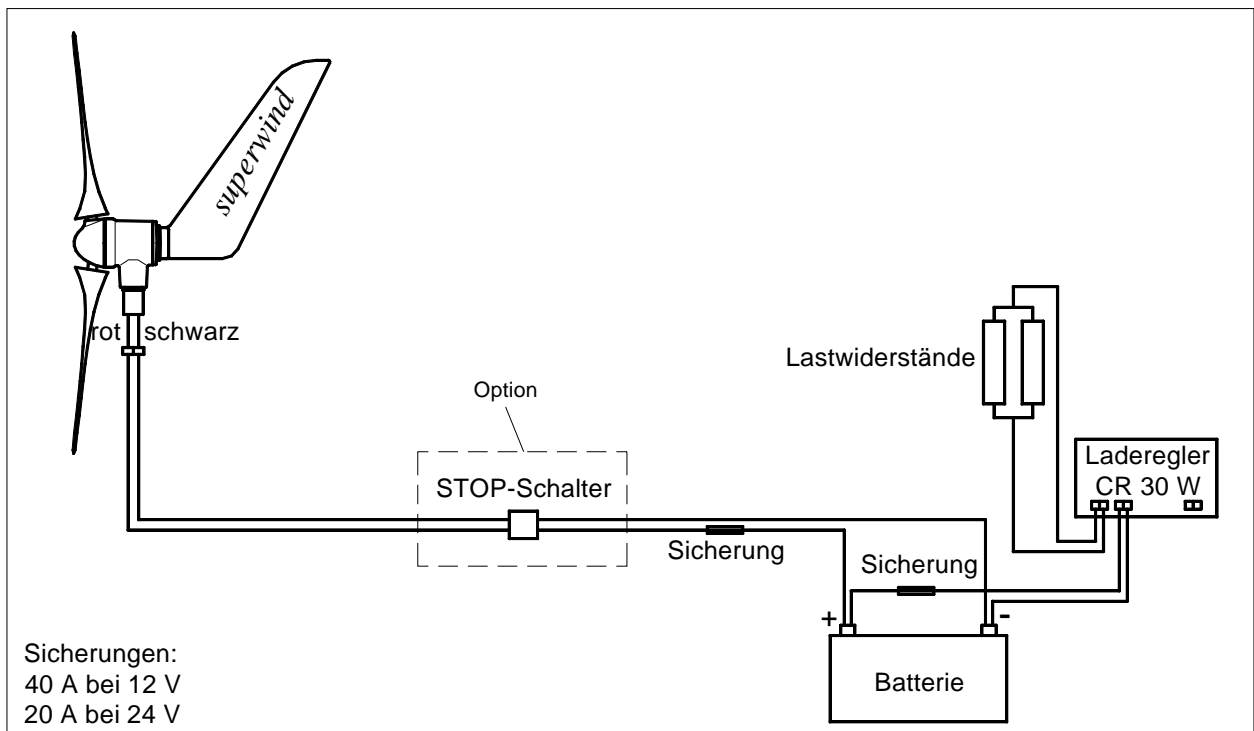 superwind
rot schwarz
Lastwiderstände
Option
Laderegler
CR 30 W
STOP-Schalter
Sicherung
Sicherung
+ -
Batterie
Sicherungen:
40 A bei 12 V
20 A bei 24 V